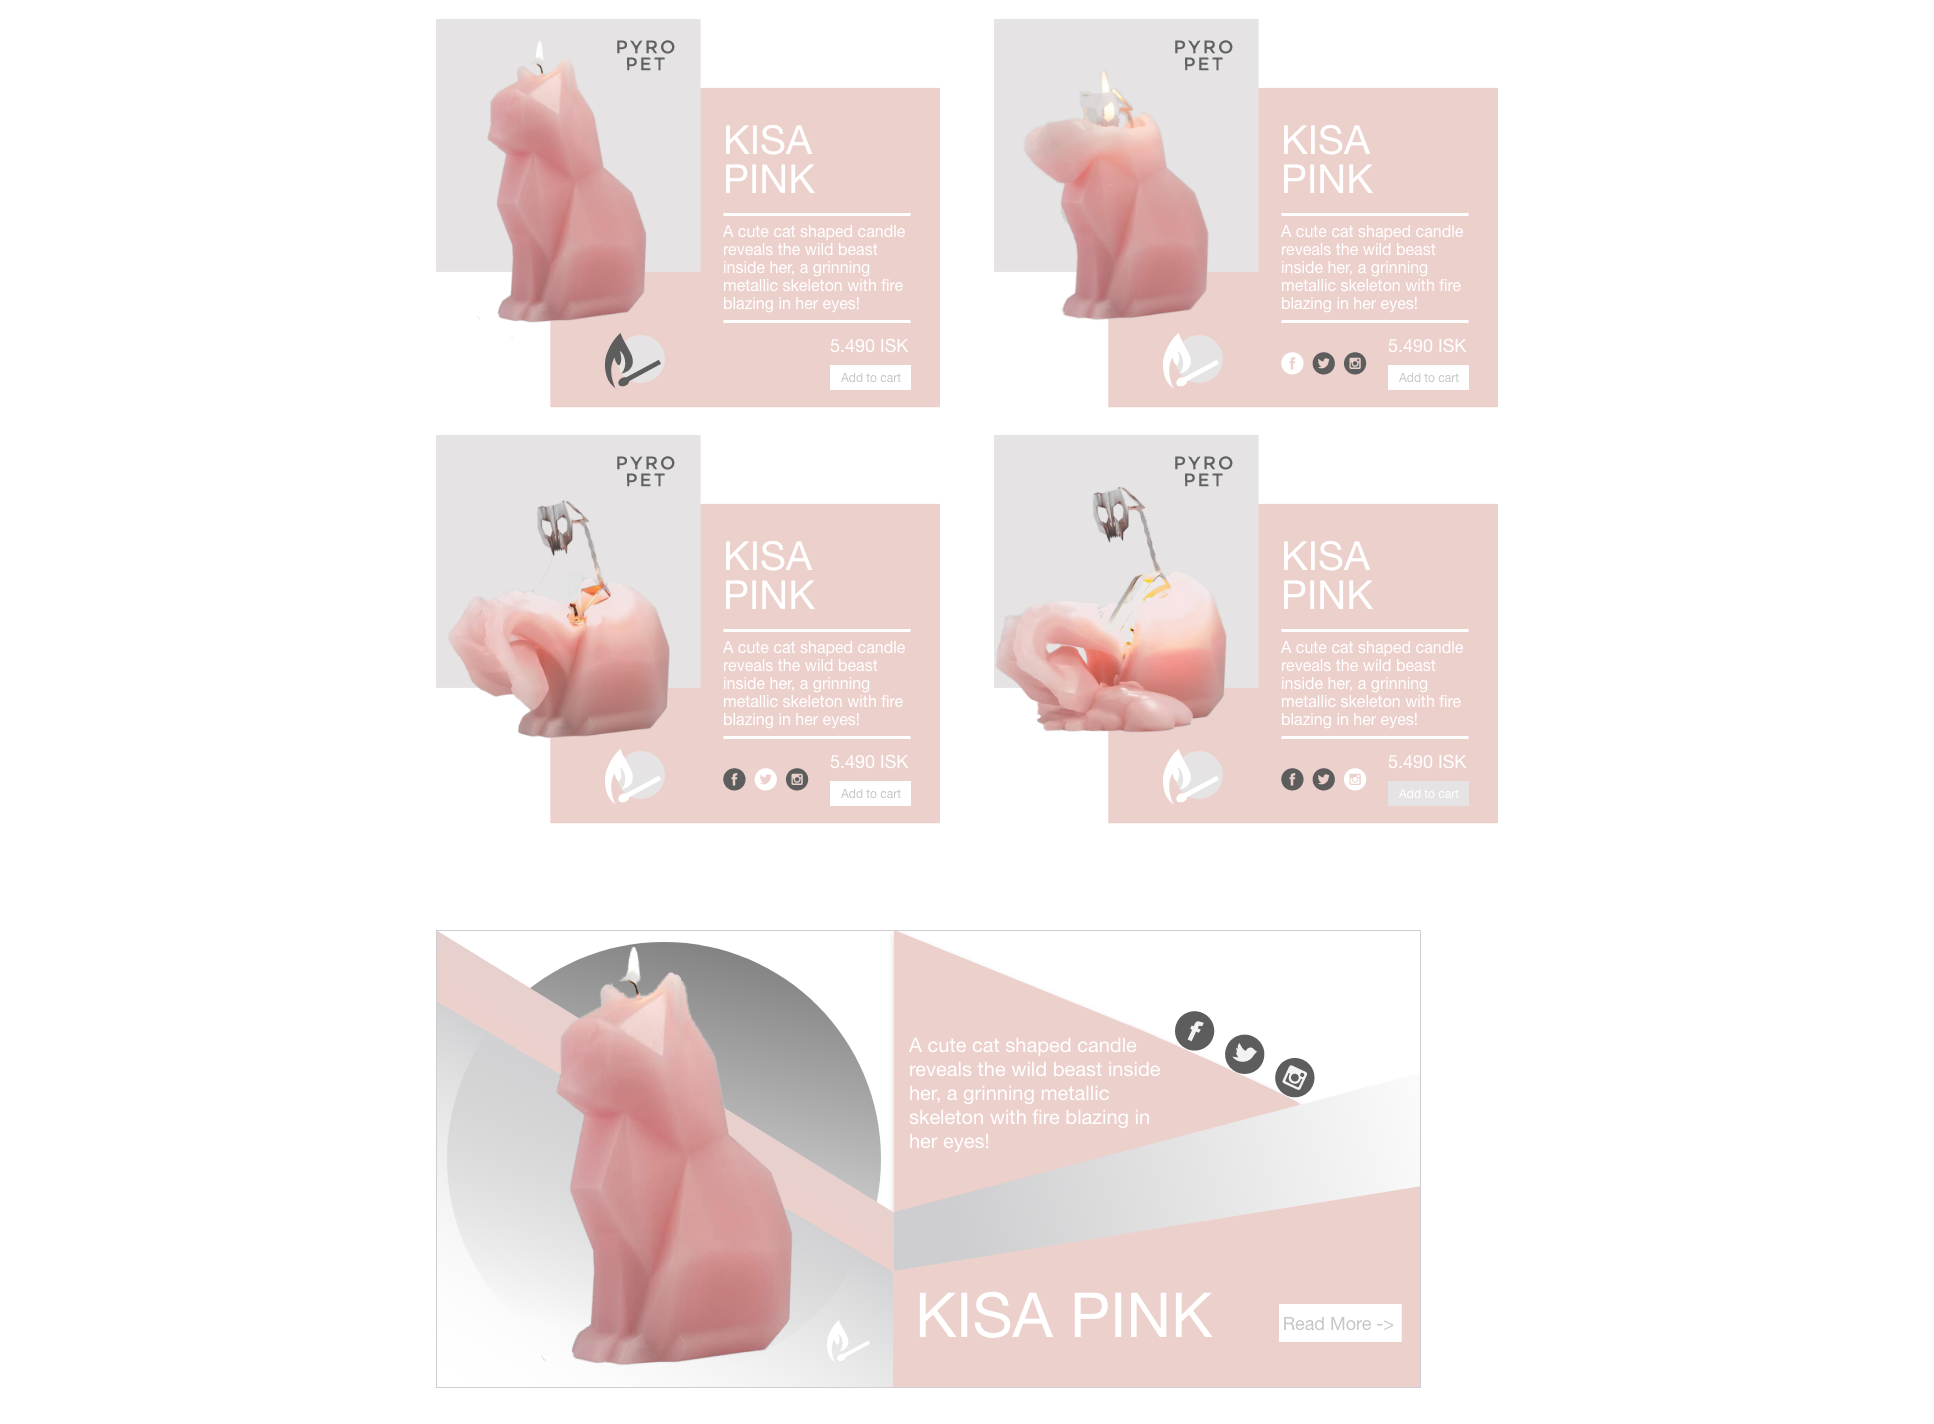 PYRO
PET
KISA
PINK
A cute cat shaped candle
reveals the wild beast
inside her, a grinning
metallic skeleton with fire
blazing in her eyes!
5.490 ISK
Add to cart
PYRO
PET
KISA
PINK
A cute cat shaped candle
reveals the wild beast
inside her, a grinning
metallic skeleton with fire
blazing in her eyes!
5.490 ISK
Add to cart
PYRO
PET
KISA
PINK
A cute cat shaped candle
reveals the wild beast
inside her, a grinning
metallic skeleton with fire
blazing in her eyes!
5.490 ISK
Add to cart
PYRO
PET
KISA
PINK
A cute cat shaped candle
reveals the wild beast
inside her, a grinning
metallic skeleton with fire
blazing in her eyes!
5.490 ISK
Add to cart
A cute cat shaped candle
reveals the wild beast inside
her, a grinning metallic
skeleton with fire blazing in
her eyes!
KISA PINK
Read More ->